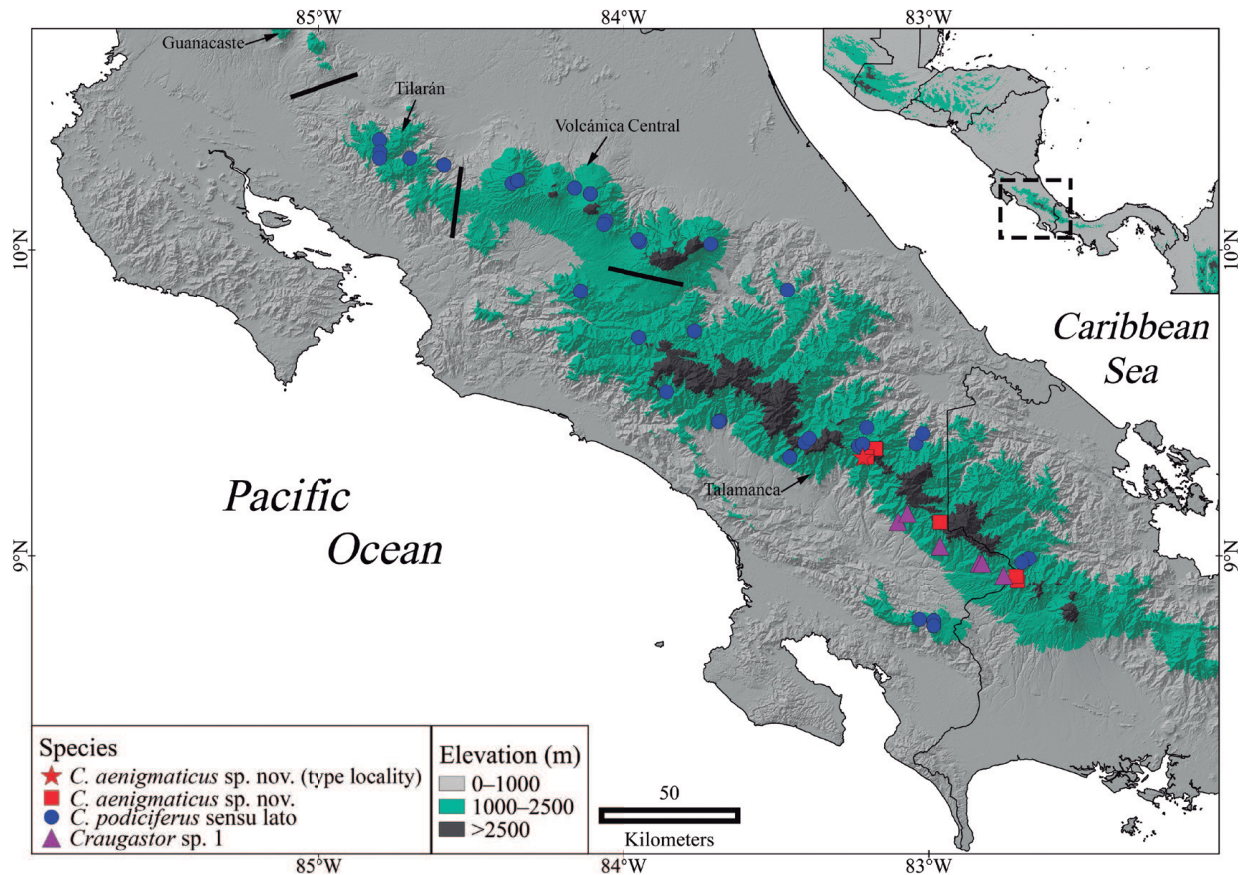 85°W
84°W
83°W
Guanacaste
Tilarán
Volcánica Central
10°N
10°N
Caribbean
Sea
Pacific
Ocean
Talamanca
9°N
9°N
Species
C. aenigmaticus sp. nov. (type locality)
C. aenigmaticus sp. nov.
C. podiciferus sensu lato
Craugastor sp. 1
Elevation (m)
0–1000
1000–2500
>2500
50
Kilometers
85°W
84°W
83°W